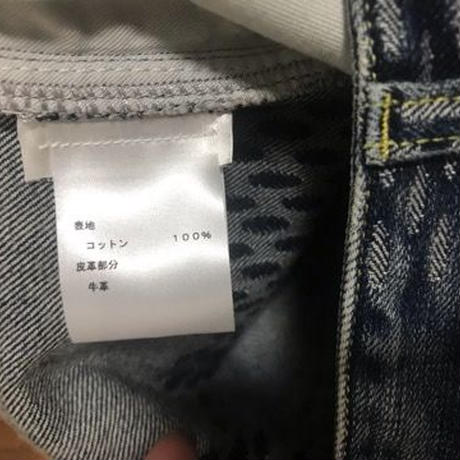 表地
コットン 100%
皮革部分
牛革